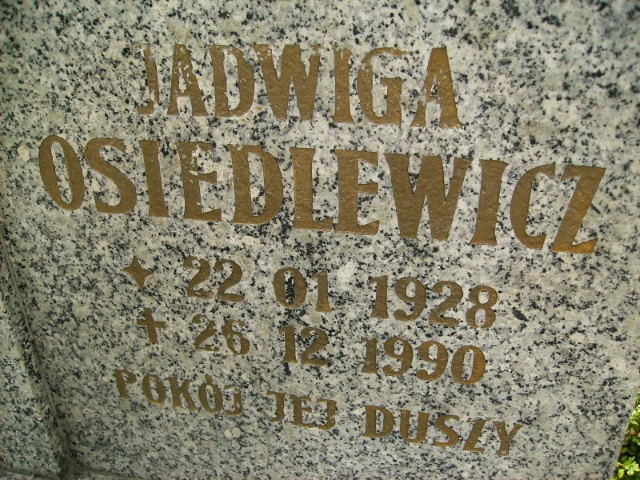 JADWIGA
OSIEDLEWICZ
✦ 22 01 1928
✝ 26 12 1990
POKÓJ JEJ DUSZY